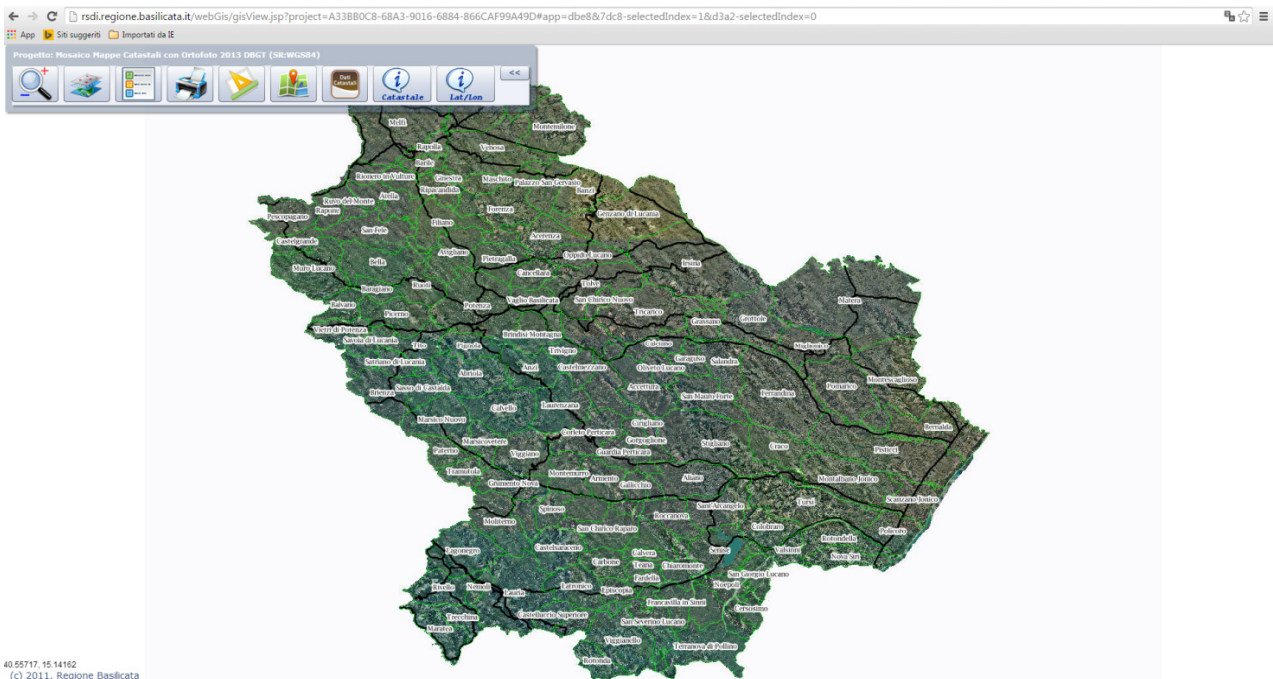 rsdi.regione.basilicata.it/webGis/gisView.jsp?project=A33BB0C8-68A3-9016-6884-866CAF99A49D#app=dbe8&7dc8-selectedIndex=1&d3a2-selectedIndex=0
App Siti suggeriti Importati da IE
Progetto: Mosaico Mappe Catastali con Ortofoto 2013 DBGT (SR:WGS84)
<<
Dati Catastali
Catastale
Lat/Lon
Melfi
Montemilone
Rapolla
Venosa
Barile
Rionero in Vulture
Ginestra
Maschito
Palazzo San Gervasio
Ripacandida
Banzi
Atella
Ruvo del Monte
Rapone
Forenza
Pescopagano
Genzano di Lucania
Filiano
San Fele
Acerenza
Castelgrande
Avigliano
Pietragalla
Oppido Lucano
Bella
Irsina
Muro Lucano
Cancellara
Tolve
Ruoti
Baragiano
Vaglio Basilicata
San Chirico Nuovo
Matera
Balvano
Potenza
Picerno
Tricarico
Grassano
Grottole
Vietri di Potenza
Brindisi Montagna
Savoia di Lucania
Tito
Pignola
Calciano
Miglionico
Trivigno
Satriano di Lucania
Garaguso
Salandra
Anzi
Castelmezzano
Oliveto Lucano
Abriola
Montescaglioso
Sasso di Castalda
Accettura
Pomarico
Brienza
San Mauro Forte
Ferrandina
Calvello
Laurenzana
Marsico Nuovo
Cirigliano
Bernalda
Corleto Perticara
Gorgoglione
Marsicovetere
Stigliano
Craco
Paterno
Viggiano
Guardia Perticara
Pisticci
Tramutola
Montemurro
Armento
Aliano
Montalbano Jonico
Grumento Nova
Gallicchio
Scanzano Jonico
Tursi
Spinoso
Sant'Arcangelo
Roccanova
Moliterno
San Chirico Raparo
Colobraro
Policoro
Rotondella
Lagonegro
Castelsaraceno
Calvera
Senise
Valsinni
Nova Siri
Carbone
Teana
Chiaromonte
San Giorgio Lucano
Fardella
Noepoli
Rivello
Nemoli
Lauria
Latronico
Episcopia
Francavilla in Sinni
Cersosimo
Trecchina
Castelluccio Superiore
San Severino Lucano
Maratea
Viggianello
Terranova di Pollino
Rotonda
40.55717, 15.14162
(c) 2011, Regione Basilicata